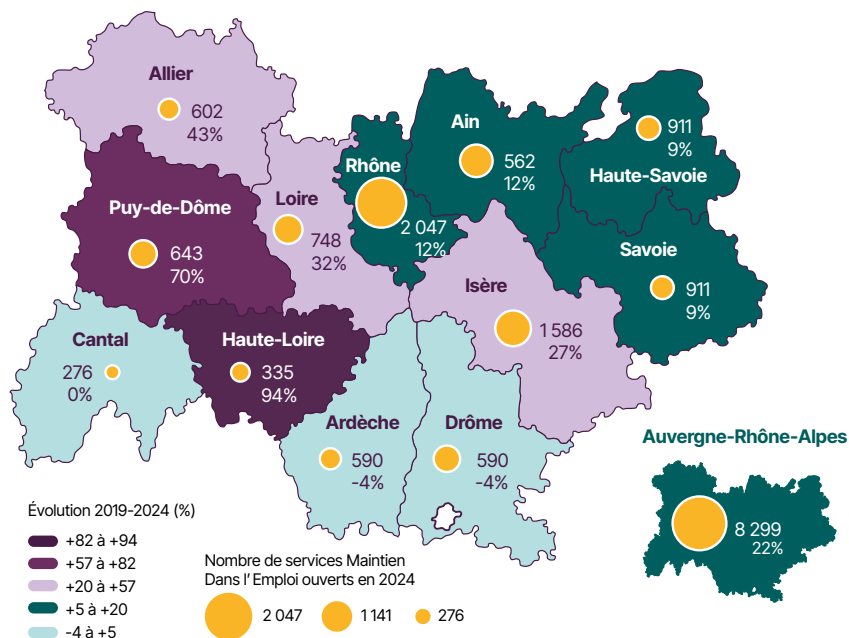 Allier
602
43%
Puy-de-Dôme
643
70%
Loire
748
32%
Rhône
2 047
12%
Ain
562
12%
911
9%
Haute-Savoie
Savoie
911
9%
Isère
1 586
27%
Cantal
276
0%
Haute-Loire
335
94%
Ardèche
590
-4%
Drôme
590
-4%
Auvergne-Rhône-Alpes
8 299
22%
Évolution 2019-2024 (%)
+82 à +94
+57 à +82
+20 à +57
+5 à +20
-4 à +5
Nombre de services Maintien
Dans l'Emploi ouverts en 2024
2 047
1 141
276